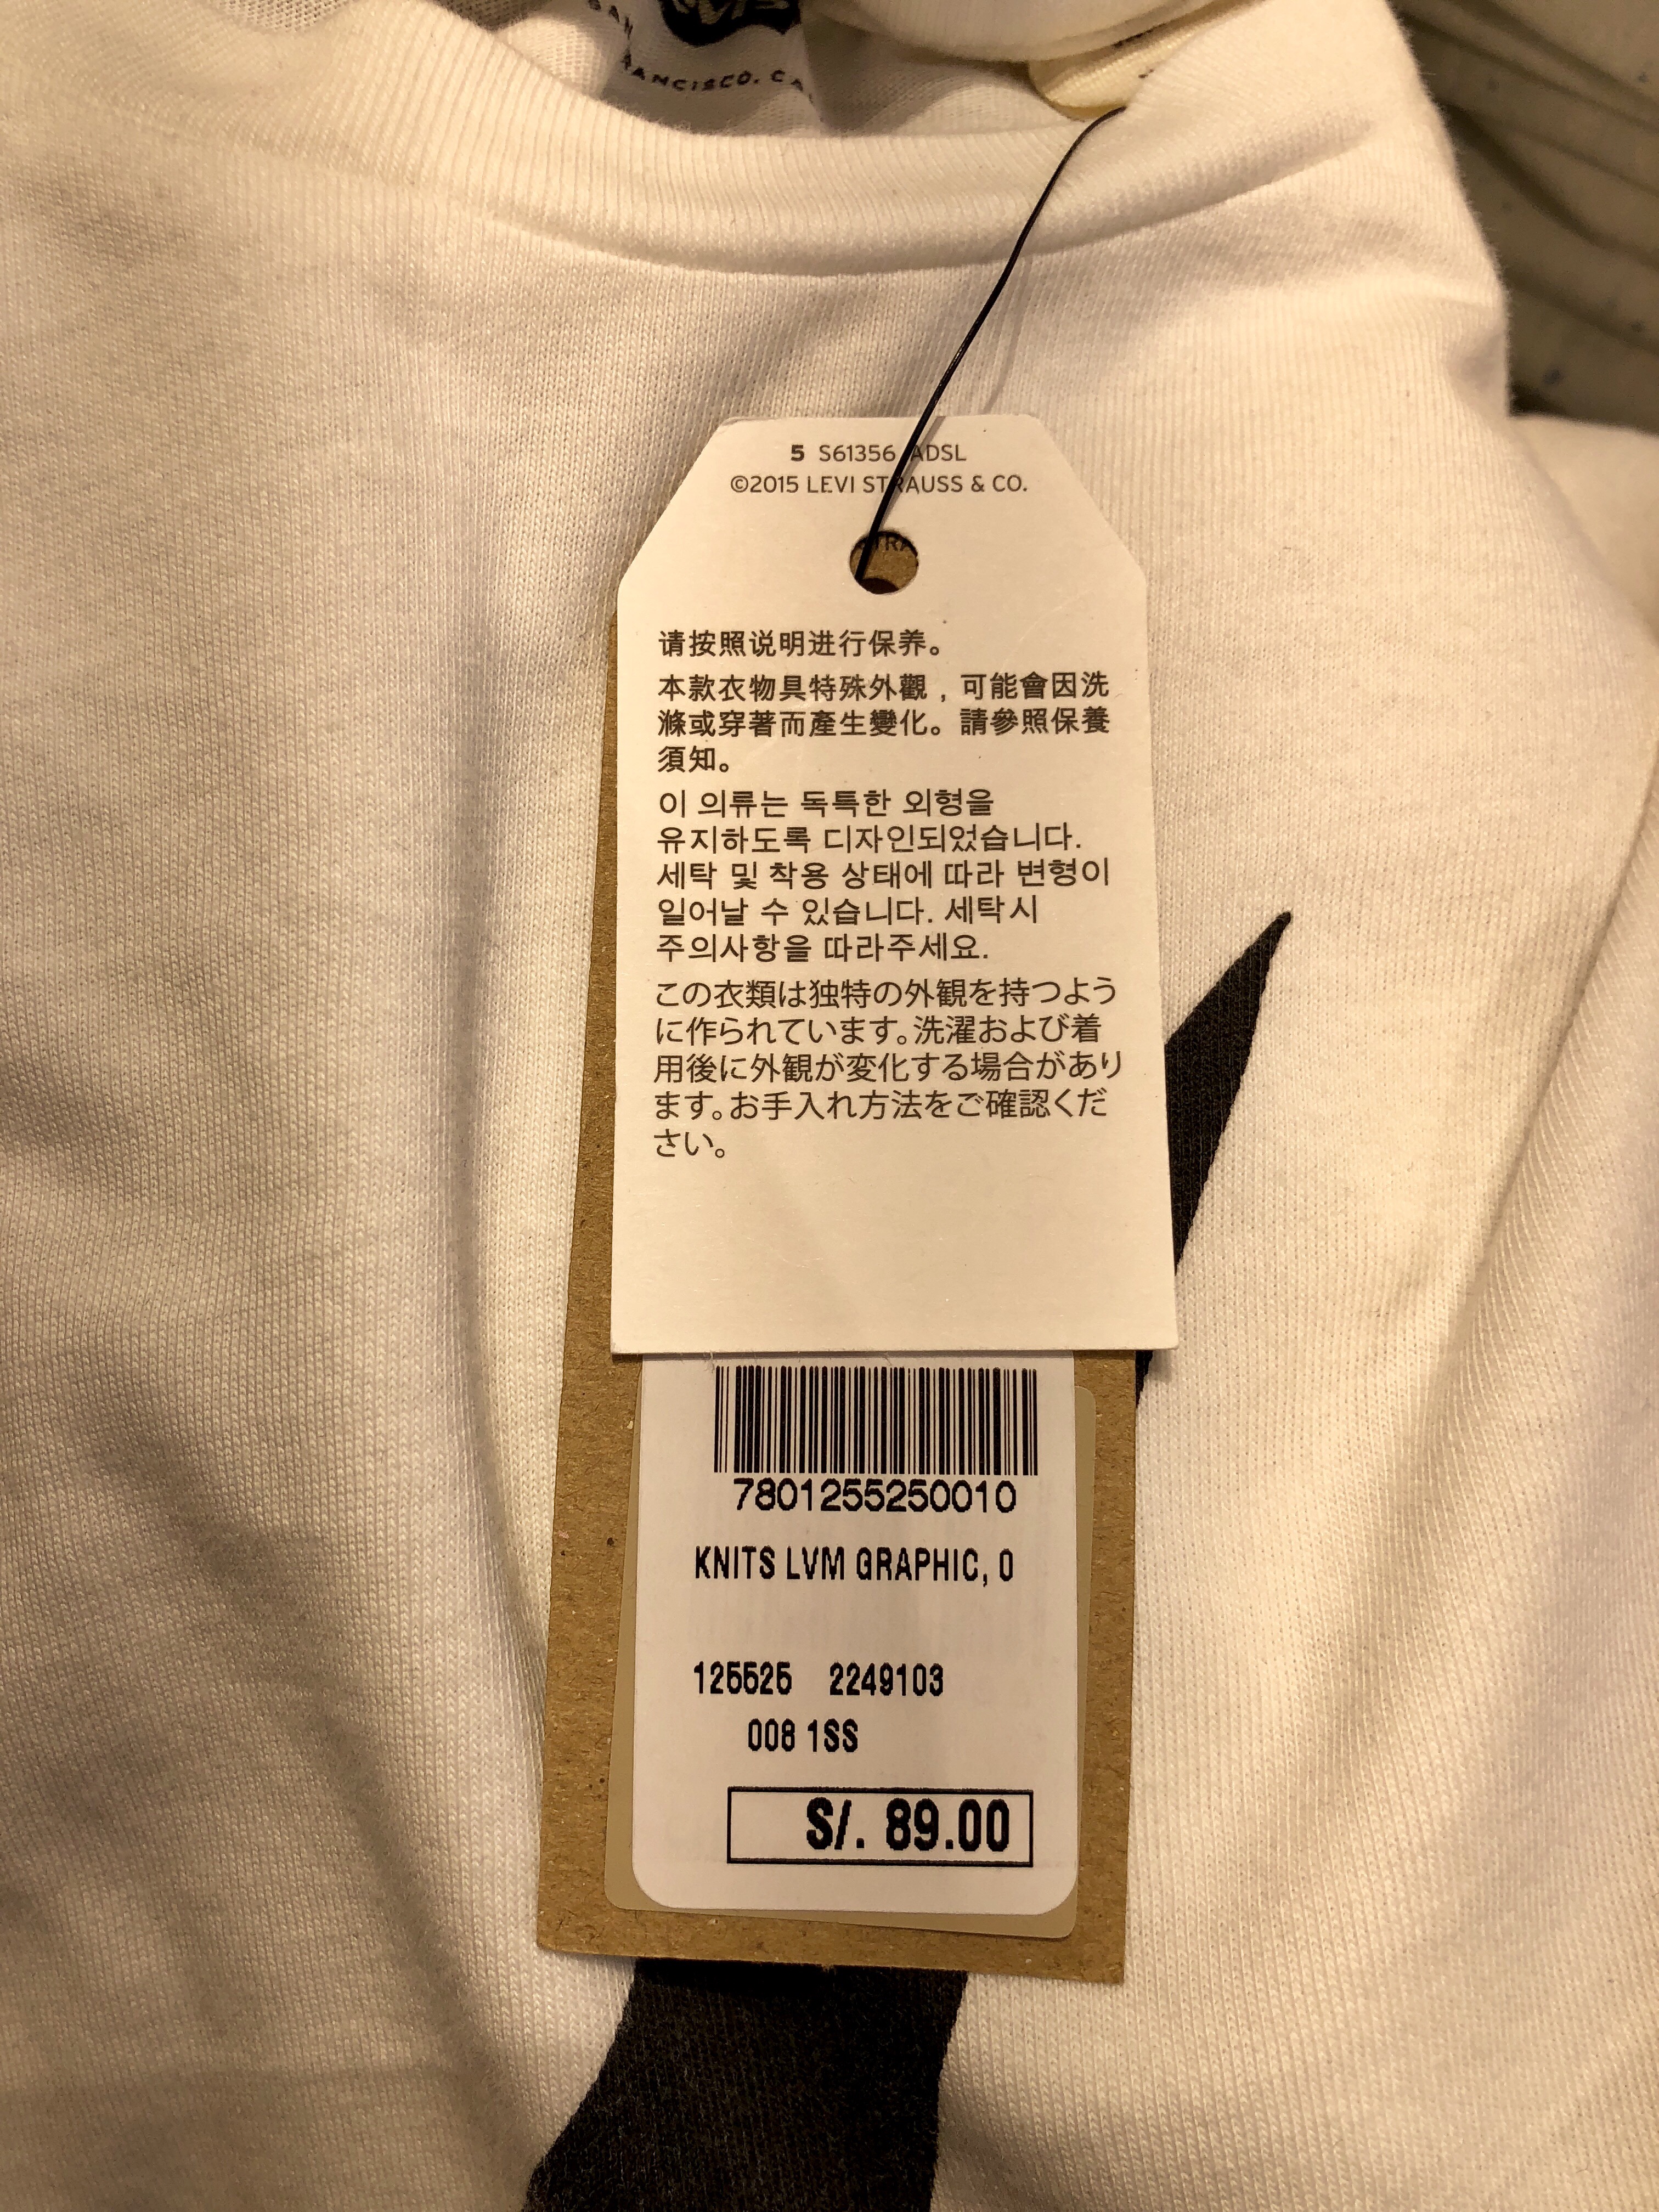 FRANCISCO, CA
5 S61356 ADSL
©2015 LEVI STRAUSS & CO.
请按照说明进行保养。
本款衣物具特殊外觀，可能會因洗
滌或穿著而產生變化。請參照保養
須知。
이 의류는 독특한 외형을
유지하도록 디자인되었습니다.
세탁 및 착용 상태에 따라 변형이
일어날 수 있습니다. 세탁시
주의사항을 따라주세요.
この衣類は独特の外観を持つよう
に作られています。洗濯および着
用後に外観が変化する場合があり
ます。お手入れ方法をご確認くだ
さい。
7801255250010
KNITS LVM GRAPHIC, 0
125525 2249103
008 1SS
S/. 89.00